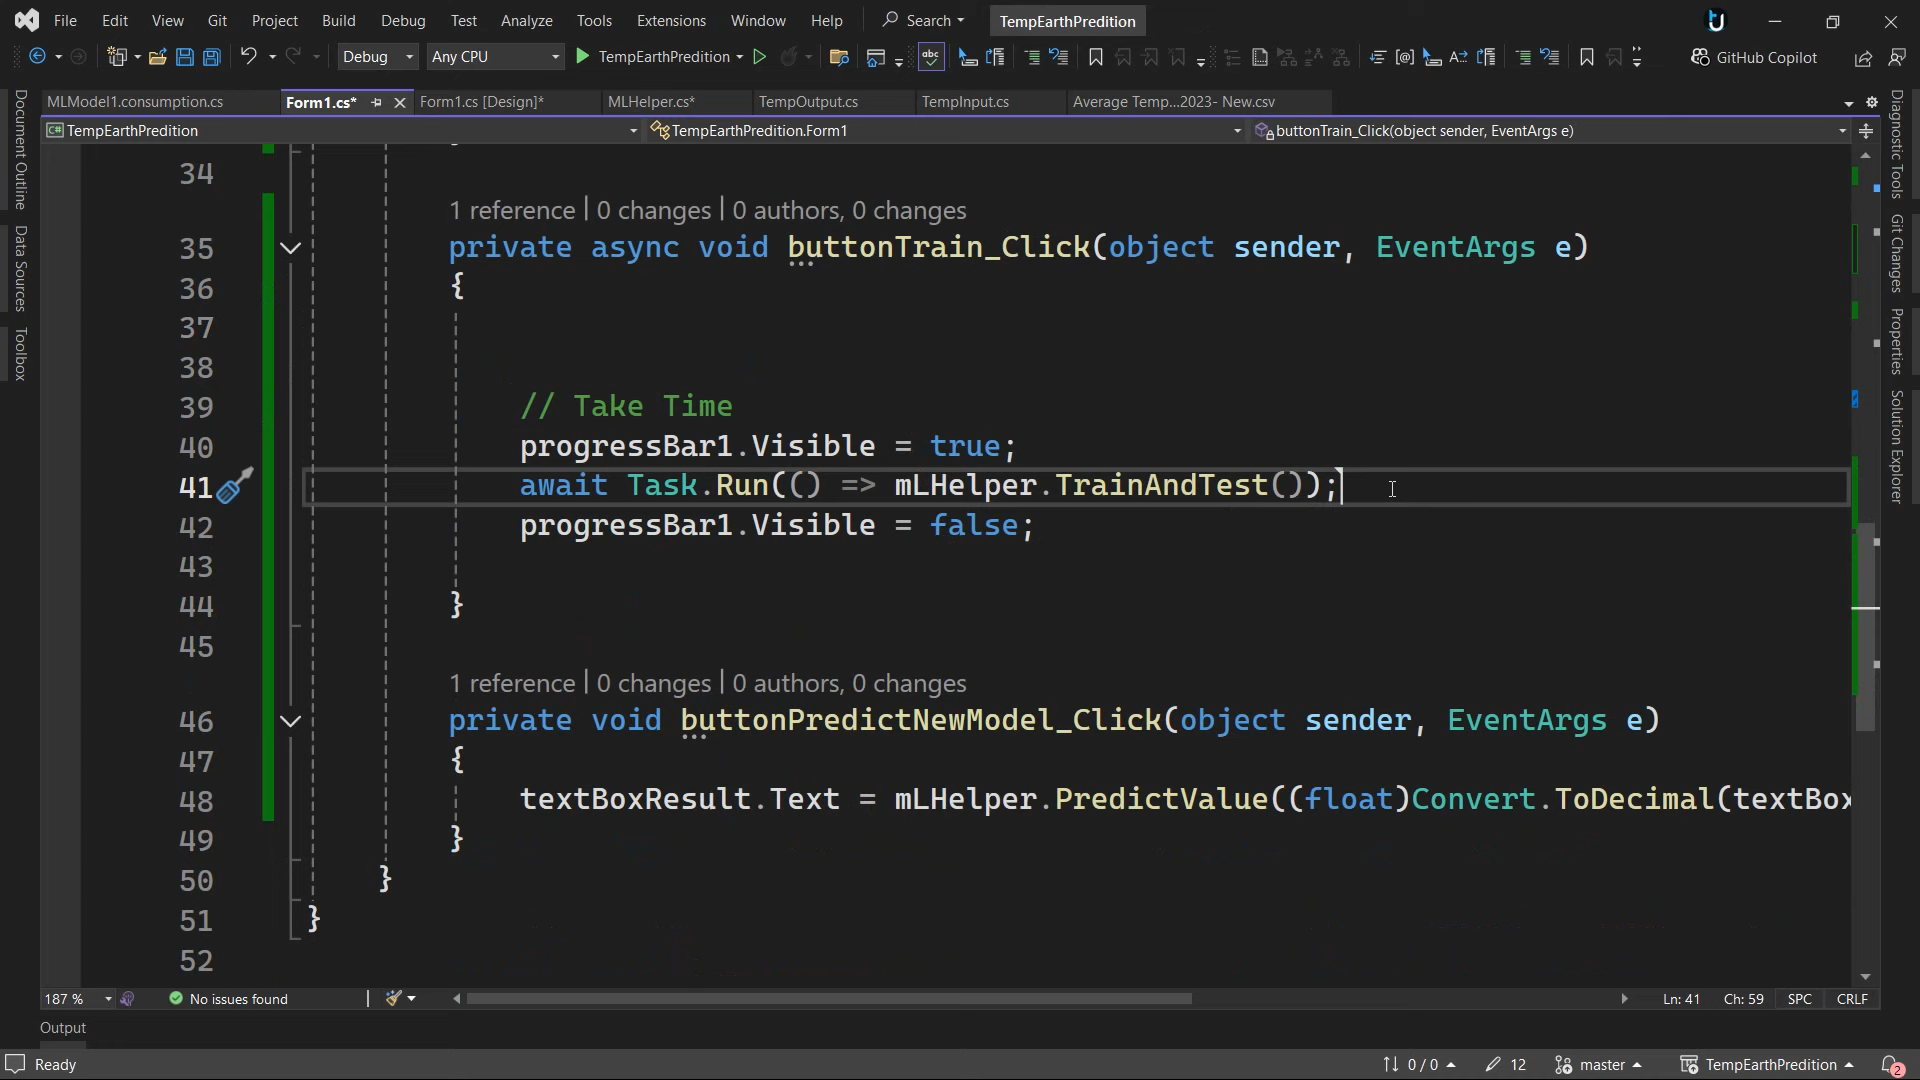 File Edit View Git Project Build Debug Test Analyze Tools Extensions Window Help Search TempEarthPredition
Debug Any CPU TempEarthPredition GitHub Copilot
MLModel1.consumption.cs Form1.cs* Form1.cs [Design]* MLHelper.cs* TempOutput.cs TempInput.cs Average Temp...2023- New.csv
TempEarthPredition TempEarthPredition.Form1 buttonTrain_Click(object sender, EventArgs e)
Document Outline
Data Sources
Toolbox
Diagnostic Tools
Git Changes
Properties
Solution Explorer
34
1 reference | 0 changes | 0 authors, 0 changes
35 private async void buttonTrain_Click(object sender, EventArgs e)
36 {
37
38
39 // Take Time
40 progressBar1.Visible = true;
41 await Task.Run(() => mLHelper.TrainAndTest());
42 progressBar1.Visible = false;
43
44 }
45
1 reference | 0 changes | 0 authors, 0 changes
46 private void buttonPredictNewModel_Click(object sender, EventArgs e)
47 {
48 textBoxResult.Text = mLHelper.PredictValue((float)Convert.ToDecimal(textBox
49 }
50 }
51 }
52
187 % No issues found Ln: 41 Ch: 59 SPC CRLF
Output
Ready 0 / 0 12 master TempEarthPredition 2